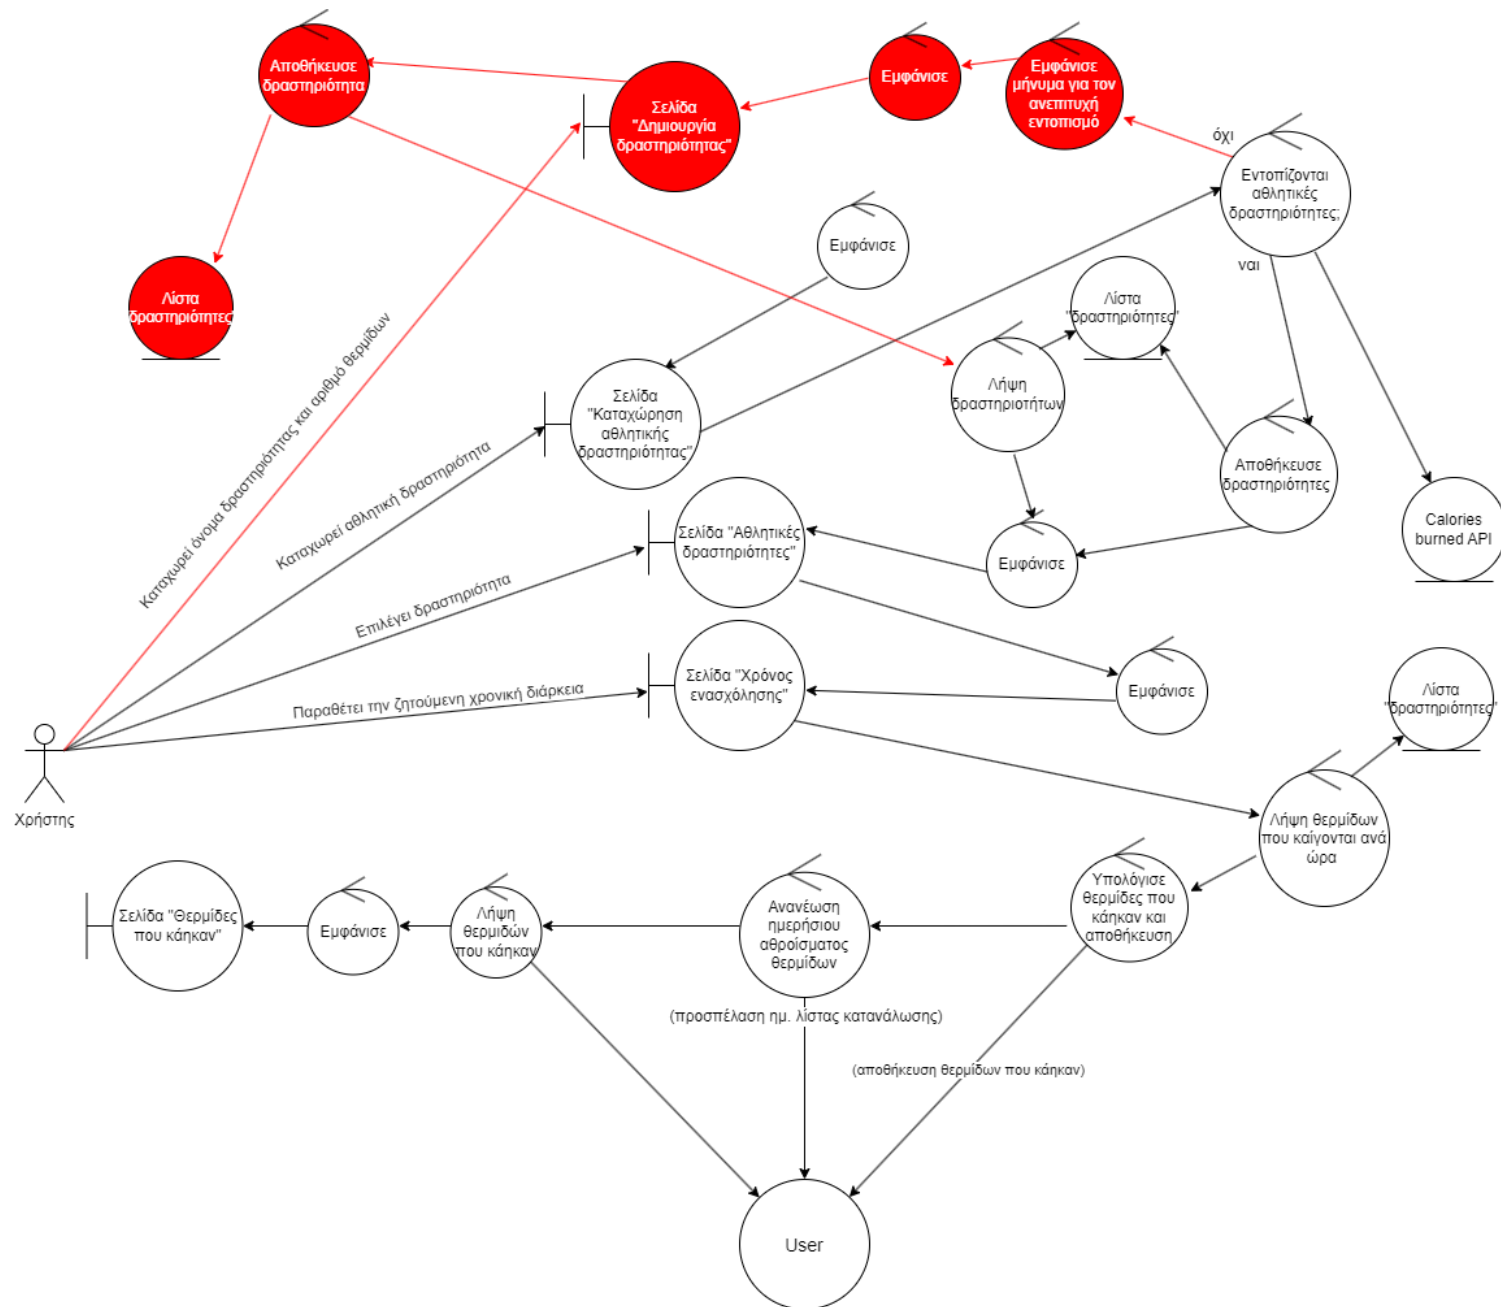 Αποθήκευσε
δραστηριότητα
Σελίδα
"Δημιουργία
δραστηριότητας"
Εμφάνισε
Εμφάνισε
μήνυμα για τον
ανεπιτυχή
εντοπισμό
όχι
Εντοπίζονται
αθλητικές
δραστηριότητες;
ναι
Εμφάνισε
Λίστα
δραστηριότητες"
Λίστα
"δραστηριότητες"
Καταχωρεί όνομα δραστηριότητας και αριθμό θερμίδων
Σελίδα
"Καταχώρηση
αθλητικής
δραστηριότητας"
Λήψη
δραστηριοτήτων
Καταχωρεί αθλητική δραστηριότητα
Αποθήκευσε
δραστηριότητες
Calories
burned API
Σελίδα "Αθλητικές
δραστηριότητες"
Εμφάνισε
Επιλέγει δραστηριότητα
Σελίδα "Χρόνος
ενασχόλησης"
Εμφάνισε
Λίστα
"δραστηριότητες"
Παραθέτει την ζητούμενη χρονική διάρκεια
Χρήστης
Λήψη θερμίδων
που καίγονται ανά
ώρα
Σελίδα "Θερμίδες
που κάηκαν"
Εμφάνισε
Λήψη
θερμιδών
που κάηκαν
Ανανέωση
ημερήσιου
αθροίσματος
θερμίδων
Υπολόγισε
θερμίδες που
κάηκαν και
αποθήκευση
(προσπέλαση ημ. λίστας κατανάλωσης)
(αποθήκευση θερμίδων που κάηκαν)
User